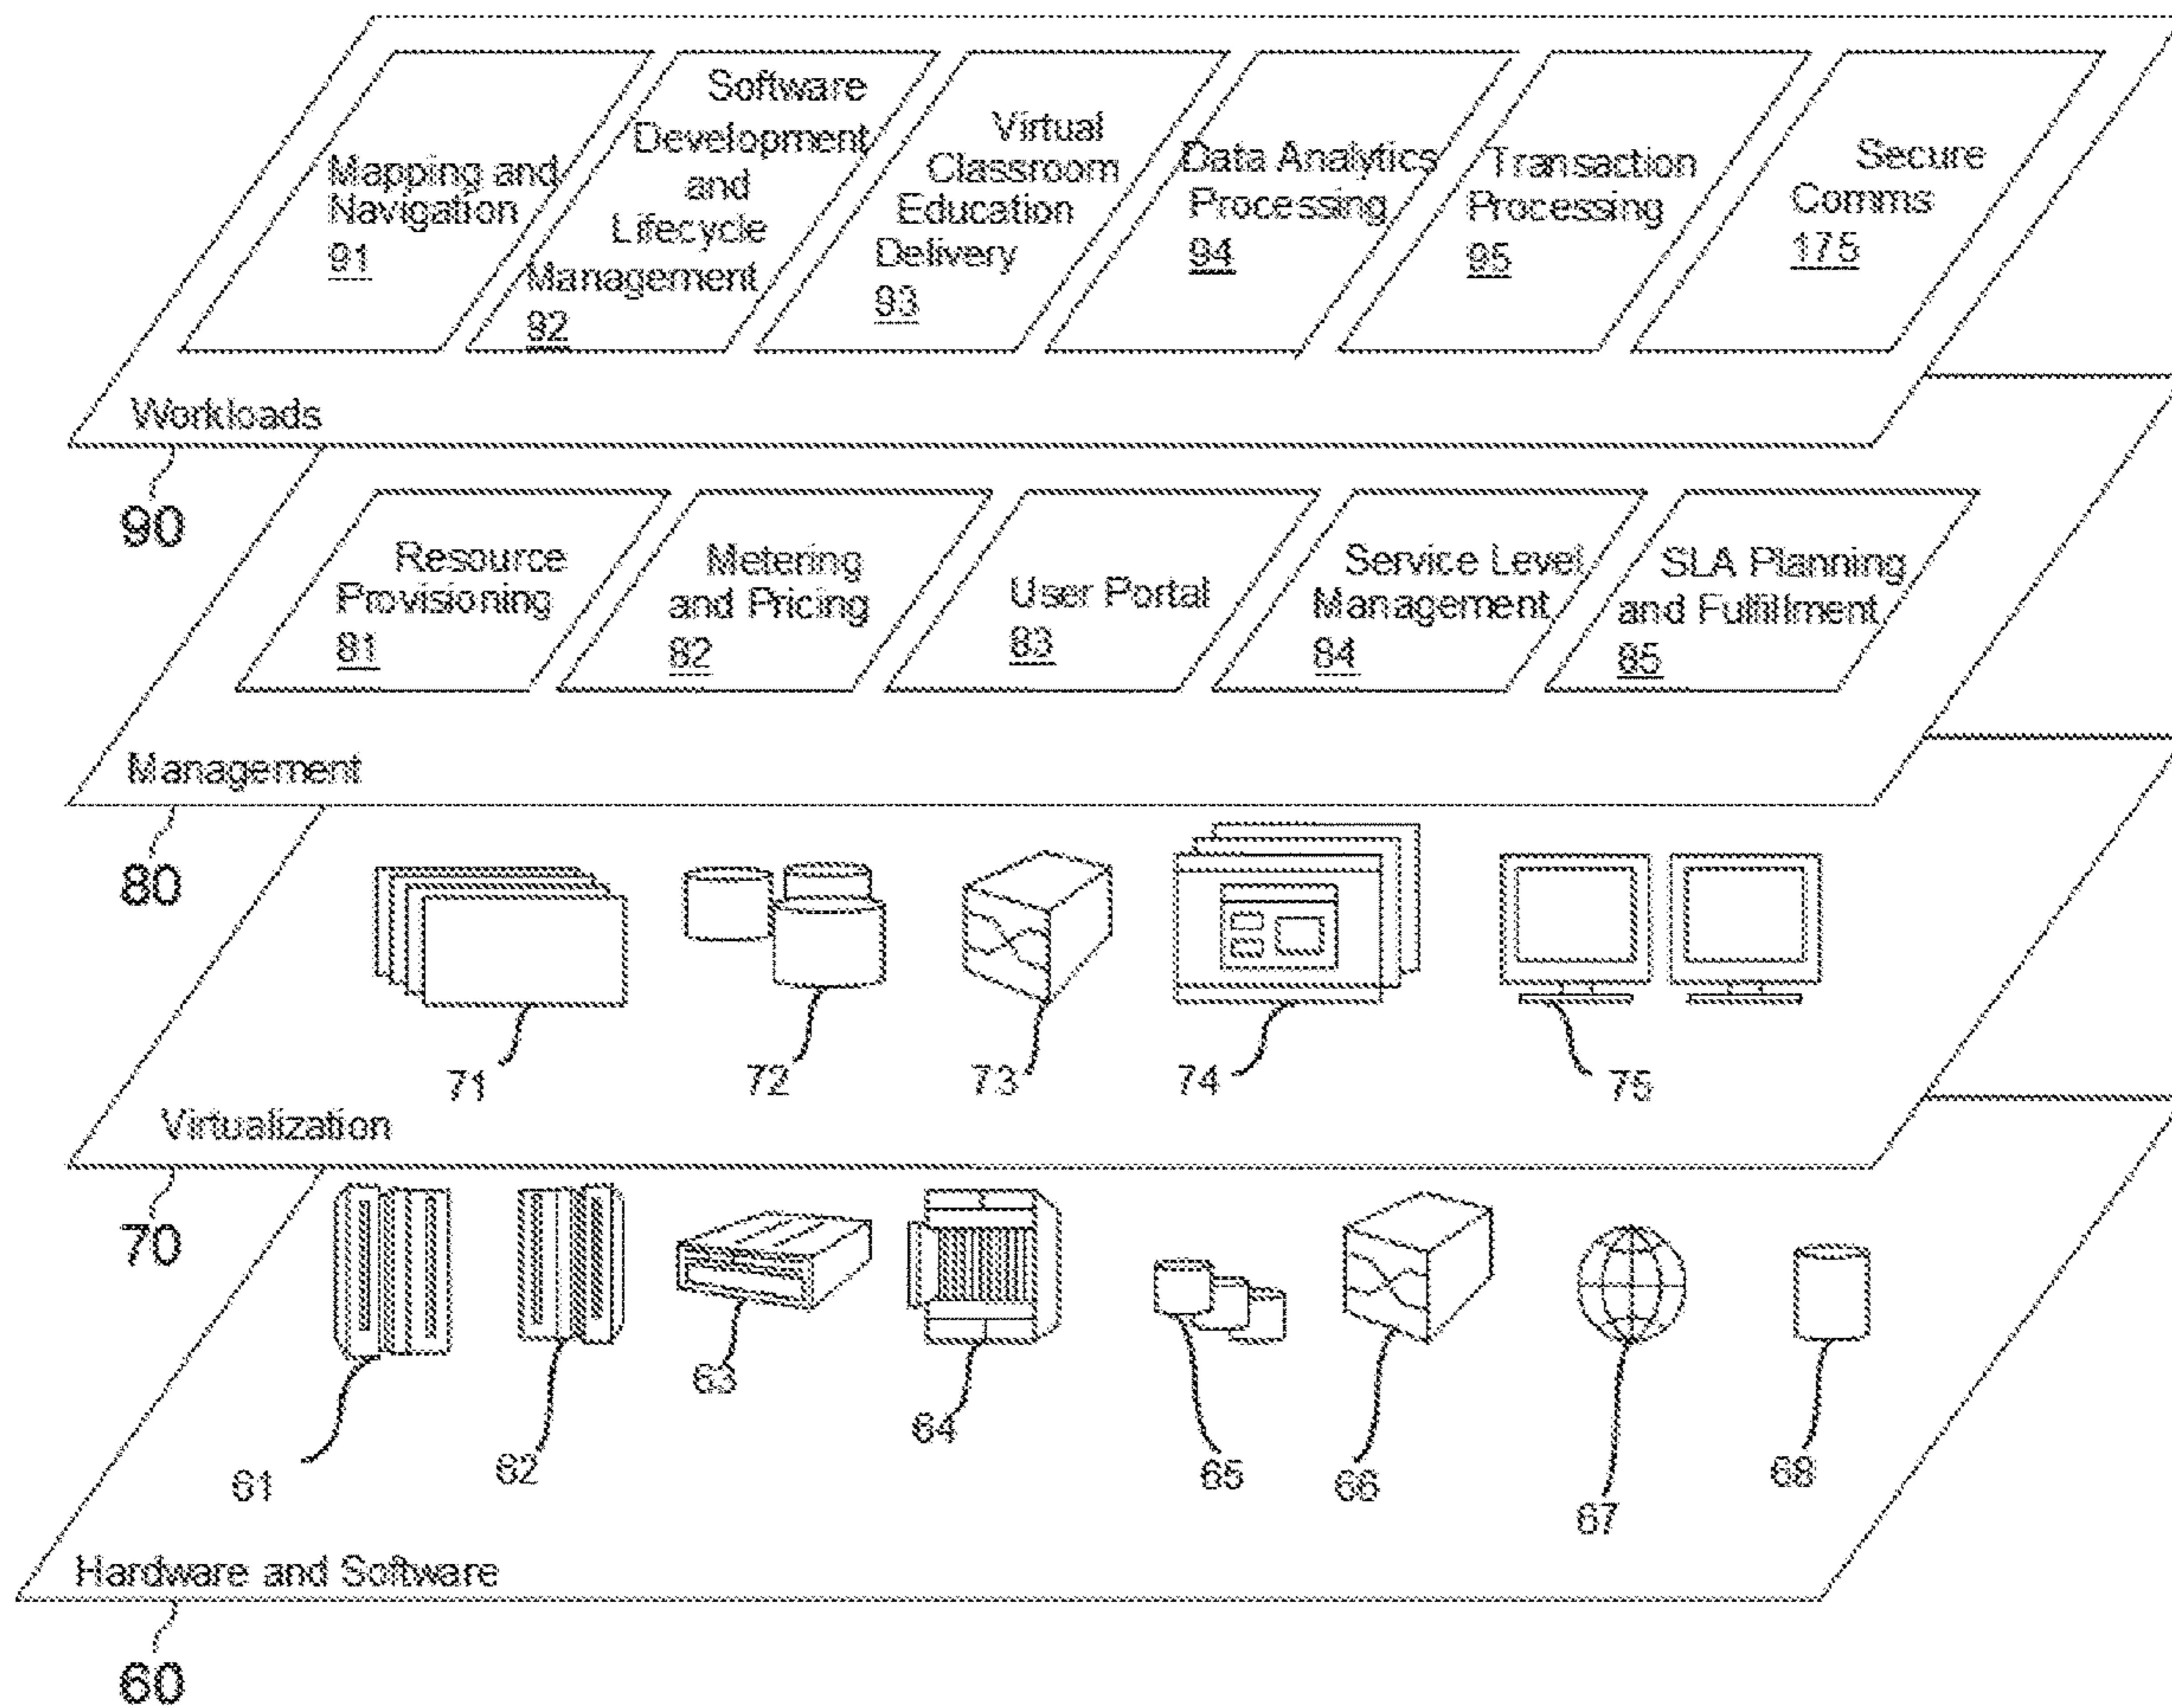 Mapping and
Navigation
91
Software
Development
and
Lifecycle
Management
92
Virtual
Classroom
Education
Delivery
93
Data Analytics
Processing
94
Transaction
Processing
95
Secure
Comms
175
Workloads
90
Resource
Provisioning
81
Metering
and Pricing
82
User Portal
83
Service Level
Management
84
SLA Planning
and Fulfillment
85
Management
80
71
72
73
74
75
Virtualization
70
61
62
63
64
65
66
67
68
Hardware and Software
60